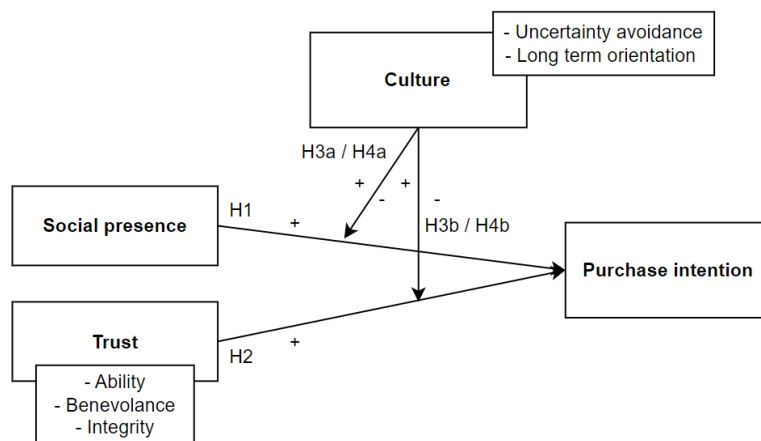 - Uncertainty avoidance
- Long term orientation
Culture
H3a / H4a
+ - + -
H3b / H4b
Social presence
H1
+
Purchase intention
Trust
H2
+
- Ability
- Benevolance
- Integrity